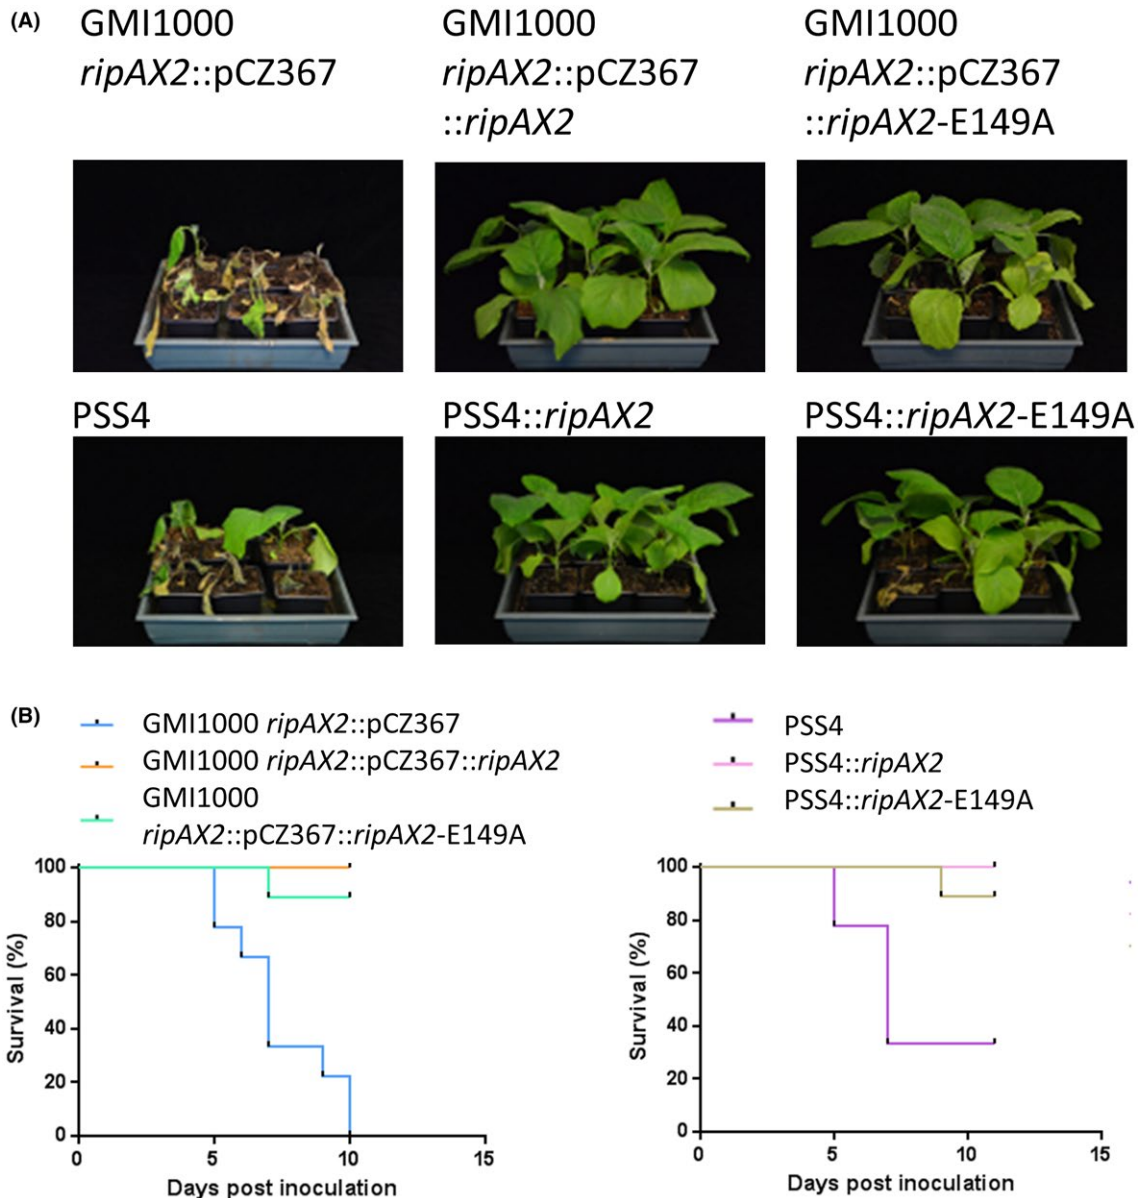 (A)
GMI1000
ripAX2::pCZ367
GMI1000
ripAX2::pCZ367
::ripAX2
GMI1000
ripAX2::pCZ367
::ripAX2-E149A
PSS4
PSS4::ripAX2
PSS4::ripAX2-E149A
(B)
GMI1000 ripAX2::pCZ367
GMI1000 ripAX2::pCZ367::ripAX2
GMI1000
ripAX2::pCZ367::ripAX2-E149A
PSS4
PSS4::ripAX2
PSS4::ripAX2-E149A
100
80
60
40
20
0
Survival (%)
0 5 10 15
Days post inoculation
100
80
60
40
20
0
Survival (%)
0 5 10 15
Days post inoculation